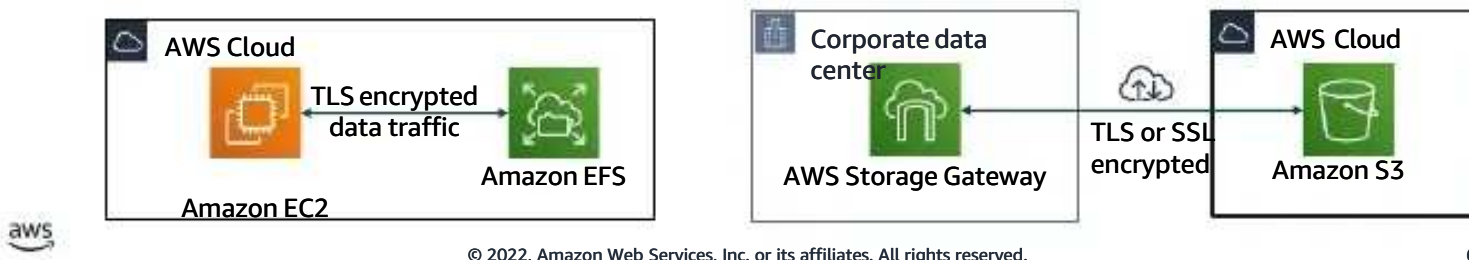 AWS Cloud
TLS encrypted
data traffic
Amazon EFS
Amazon EC2
Corporate data
center
AWS Storage Gateway
TLS or SSL
encrypted
AWS Cloud
Amazon S3
aws
© 2022, Amazon Web Services, Inc. or its affiliates. All rights reserved.